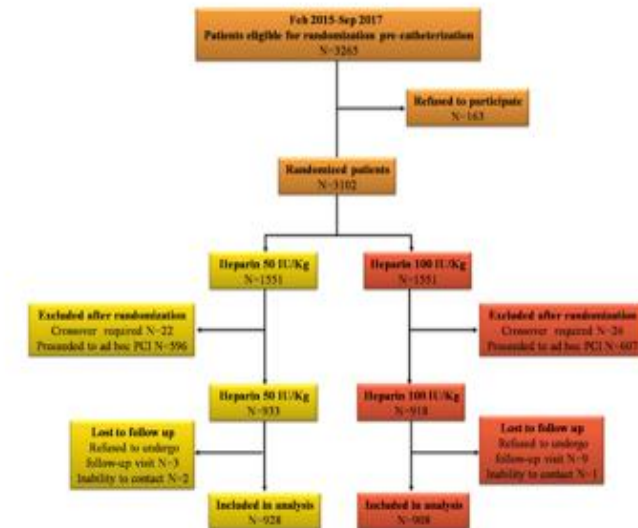 Feb 2015-Sep 2017
Patients eligible for randomization pre-catheterization
N=3265
Refused to participate
N=163
Randomized patients
N=3102
Heparin 50 IU/Kg
N=1551
Heparin 100 IU/Kg
N=1551
Excluded after randomization
Crossover required N=22
Proceeded to ad hoc PCI N=596
Excluded after randomization
Crossover required N=26
Proceeded to ad hoc PCI N=607
Heparin 50 IU/Kg
N=933
Heparin 100 IU/Kg
N=918
Lost to follow up
Refused to undergo
follow-up visit N=3
Inability to contact N=2
Lost to follow up
Refused to undergo
follow-up visit N=9
Inability to contact N=1
Included in analysis
N=928
Included in analysis
N=908